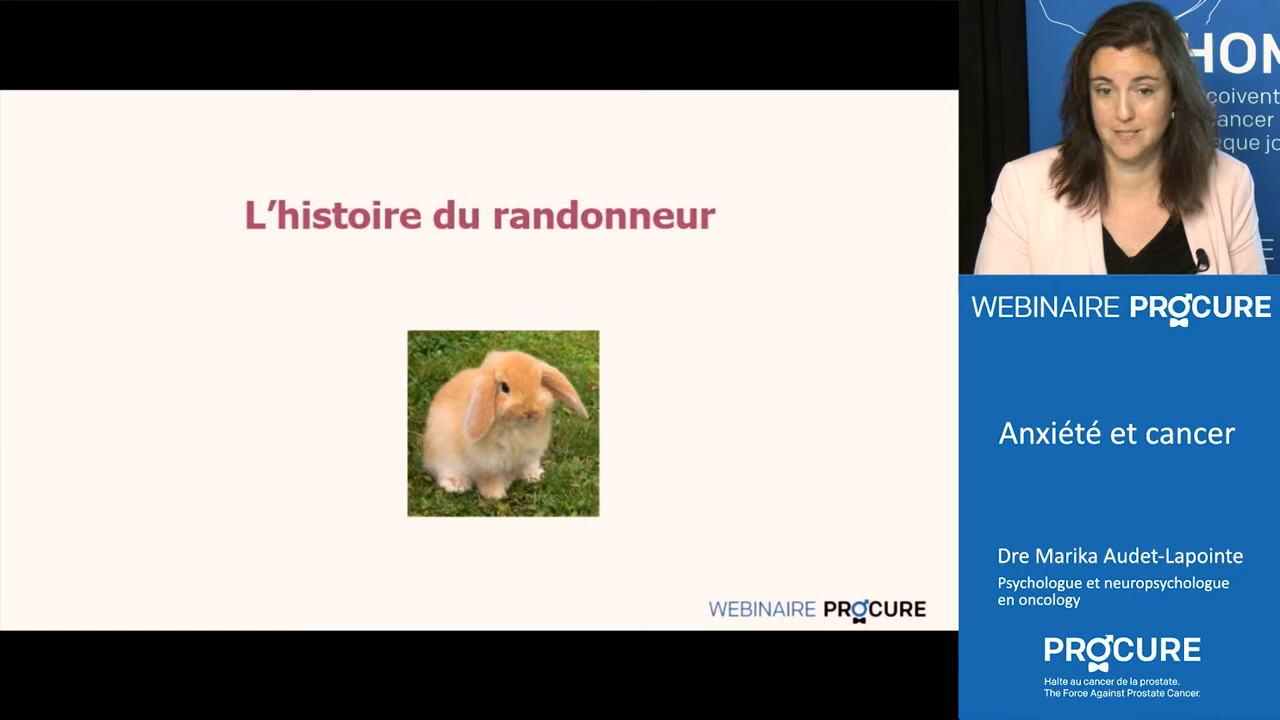 L'histoire du randonneur
WEBINAIRE PROCURE
HOM
coivent
ancer
que jo
E
WEBINAIRE PROCURE
Anxiété et cancer
Dre Marika Audet-Lapointe
Psychologue et neuropsychologue
en oncology
PROCURE
Halte au cancer de la prostate.
The Force Against Prostate Cancer.